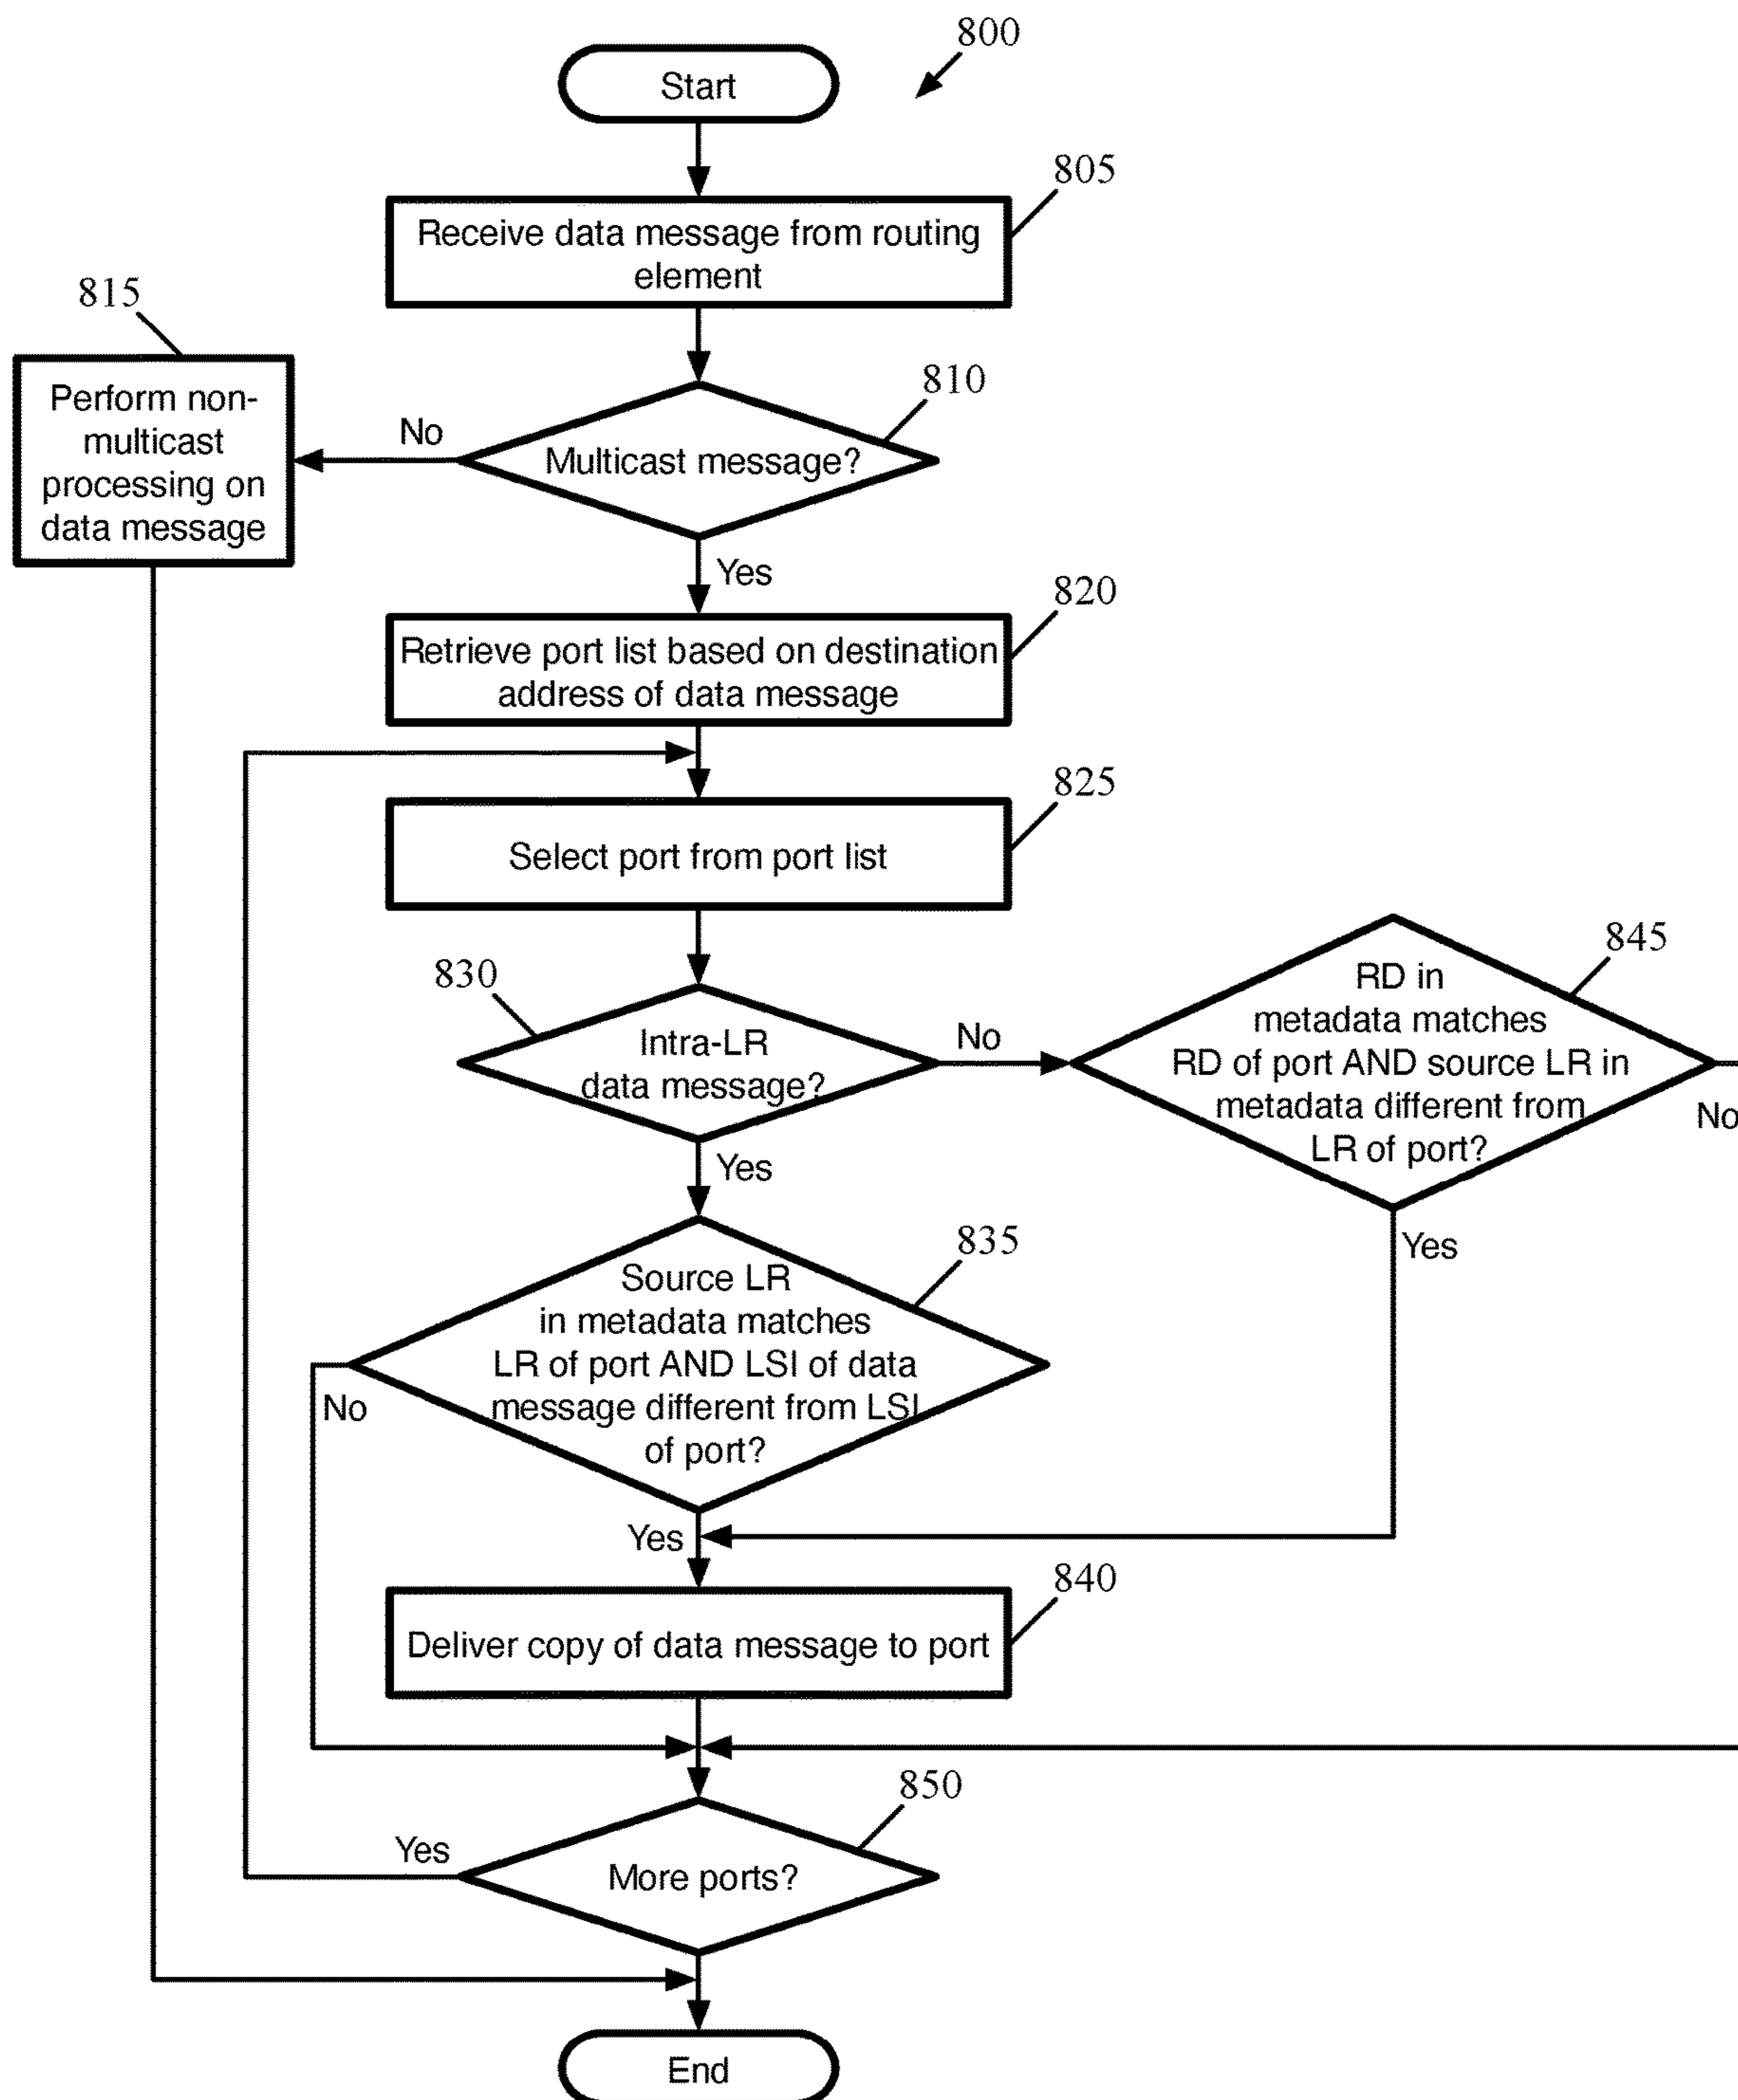 800
Start
805
Receive data message from routing
element
815
Perform non-
multicast
processing on
data message
No
810
Multicast message?
Yes
820
Retrieve port list based on destination
address of data message
825
Select port from port list
830
Intra-LR
data message?
No
845
RD in
metadata matches
RD of port AND source LR in
metadata different from
LR of port?
No
Yes
Yes
835
Source LR
in metadata matches
LR of port AND LSI of data
message different from LSI
of port?
No
Yes
840
Deliver copy of data message to port
850
Yes
More ports?
End